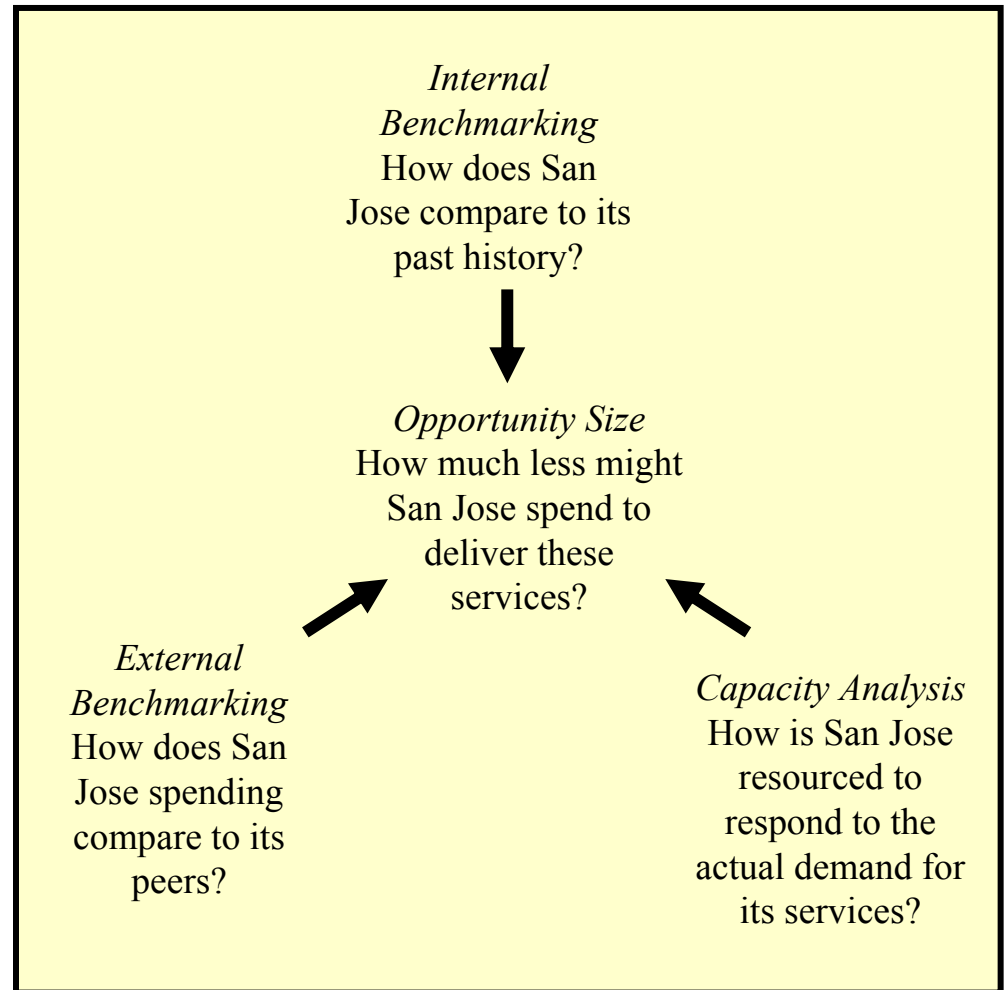 Internal
Benchmarking
How does San
Jose compare to its
past history?
Opportunity Size
How much less might
San Jose spend to
deliver these
services?
External
Benchmarking
How does San
Jose spending
compare to its
peers?
Capacity Analysis
How is San Jose
resourced to
respond to the
actual demand for
its services?